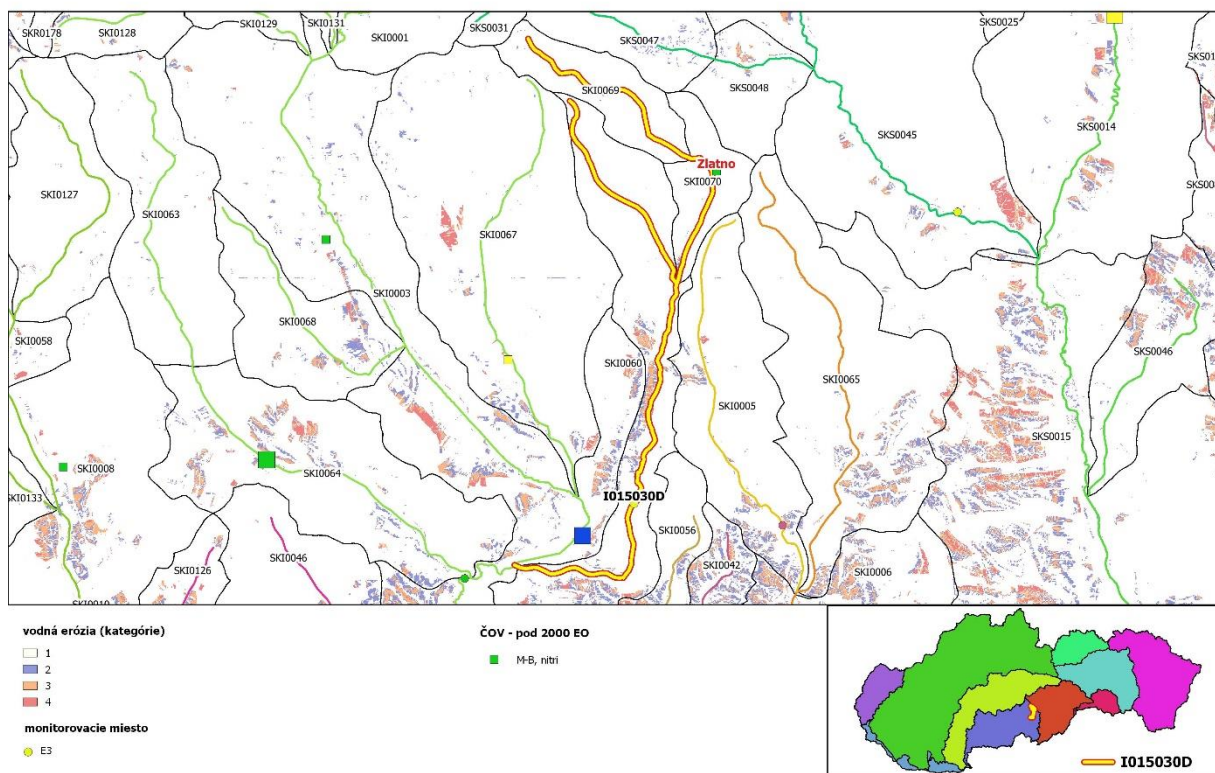 SKR0178
SKI0128
SKI0129
SKI0131
SKI0001
SKS0031
SKS0047
SKS0025
SKI0069
SKS0048
SKS0045
SKS0014
Zlatno
SKI0127
SKI0063
SKI0070
SKI0067
SKI0003
SKI0058
SKI0068
SKI0060
SKI0065
SKS0046
SKI0005
SKS0015
SKI0008
SKI0064
SKI0133
I015030D
SKI0056
SKI0046
SKI0126
SKI0042
SKI0006
vodná erózia (kategórie)
1
2
3
4
monitorovacie miesto
E3
ČOV - pod 2000 EO
M-B, nitri
I015030D